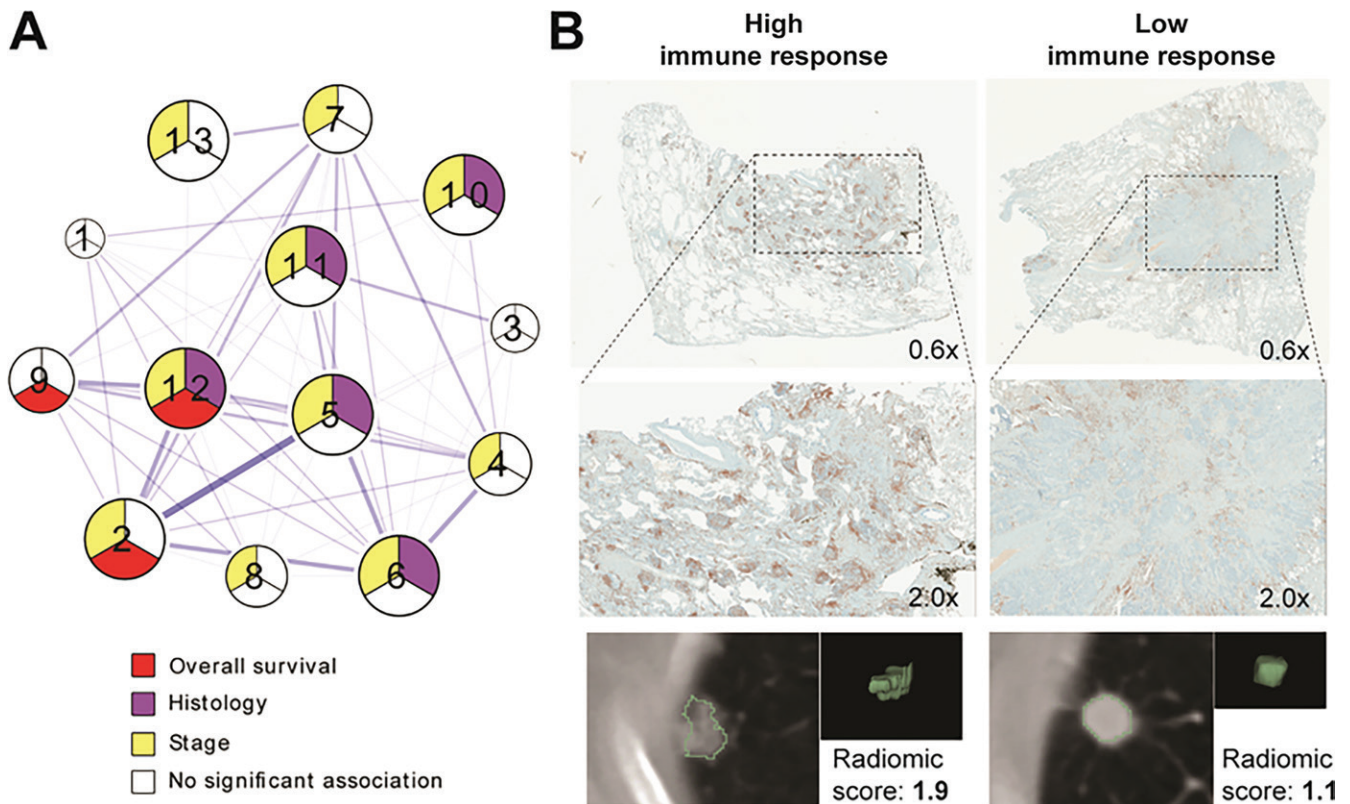 A
13
7
10
1
11
3
9
12
5
4
2
8
6
Overall survival
Histology
Stage
No significant association
B
High
immune response
Low
immune response
0.6x
0.6x
2.0x
2.0x
Radiomic
score: 1.9
Radiomic
score: 1.1